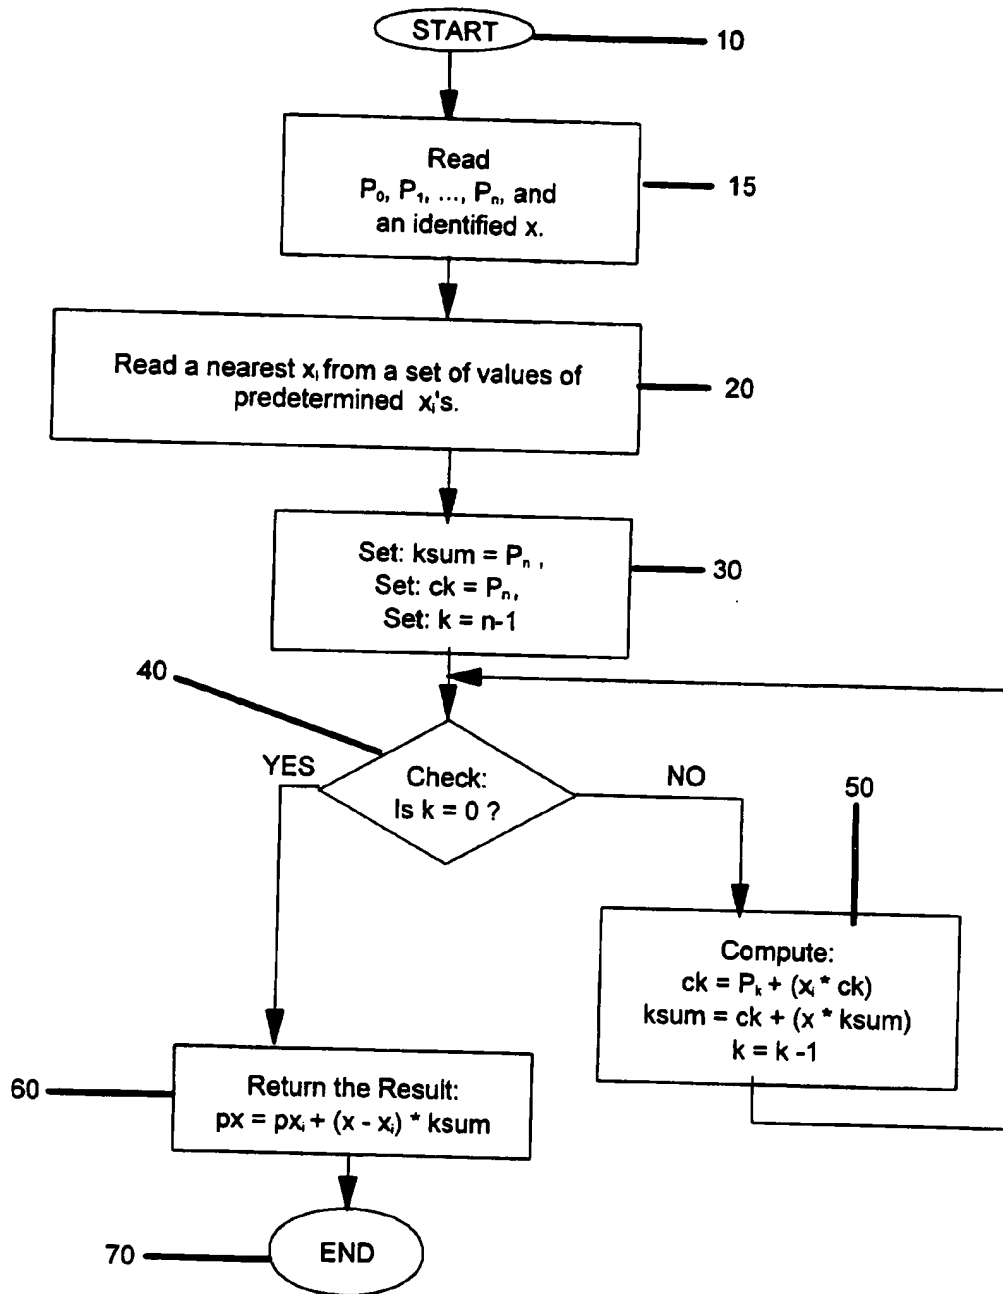 START
10
Read
P₀, P₁, ..., Pₙ, and
an identified x.
15
Read a nearest xᵢ from a set of values of
predetermined xᵢ's.
20
Set: ksum = Pₙ ,
Set: ck = Pₙ,
Set: k = n-1
30
40
YES
Check:
Is k = 0 ?
NO
50
Compute:
ck = Pₖ + (xᵢ * ck)
ksum = ck + (x * ksum)
k = k -1
60
Return the Result:
px = pxᵢ + (x - xᵢ) * ksum
70
END